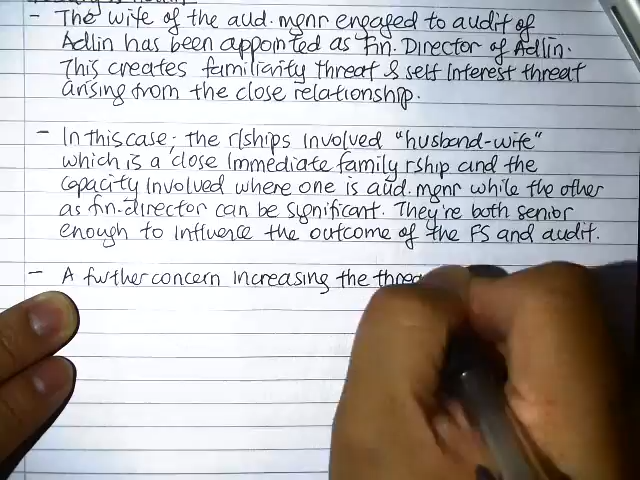 - The wife of the aud. mgnr engaged to audit of
Adlin has been appointed as Fin. Director of Adlin.
This creates familiarity threat & self interest threat
arising from the close relationship.
- In this case, the r/ships involved "husband-wife"
which is a close immediate family rship and the
capacity involved where one is aud. mgnr while the other
as fin. director can be significant. They're both senior
enough to influence the outcome of the FS and audit.
- A further concern increasing the threa